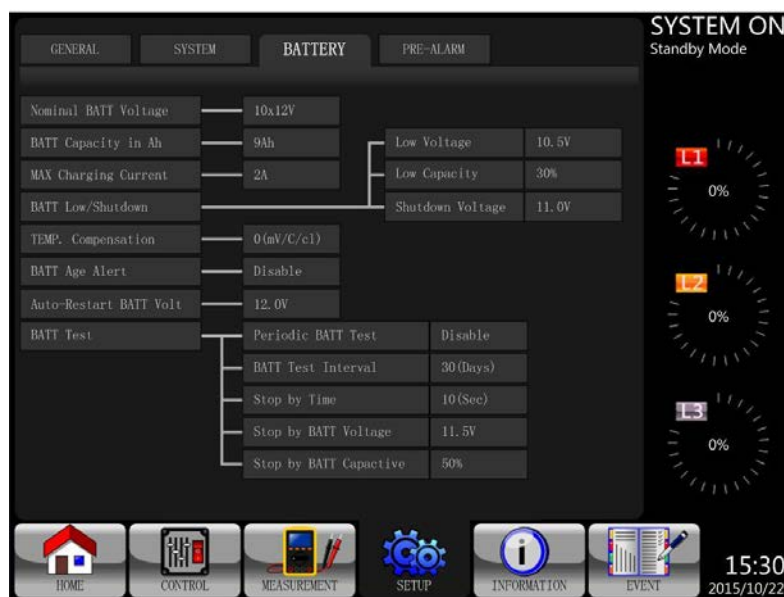 SYSTEM ON
Standby Mode
GENERAL SYSTEM BATTERY PRE-ALARM
Nominal BATT Voltage 10x12V
BATT Capacity in Ah 9Ah
Low Voltage 10.5V
MAX Charging Current 2A
Low Capacity 30%
BATT Low/Shutdown
Shutdown Voltage 11.0V
TEMP. Compensation 0(mV/C/cl)
BATT Age Alert Disable
Auto-Restart BATT Volt 12.0V
BATT Test
Periodic BATT Test Disable
BATT Test Interval 30(Days)
Stop by Time 10(Sec)
Stop by BATT Voltage 11.5V
Stop by BATT Capactive 50%
L1
0%
L2
0%
L3
0%
HOME CONTROL MEASUREMENT SETUP INFORMATION EVENT
15:30
2015/10/22